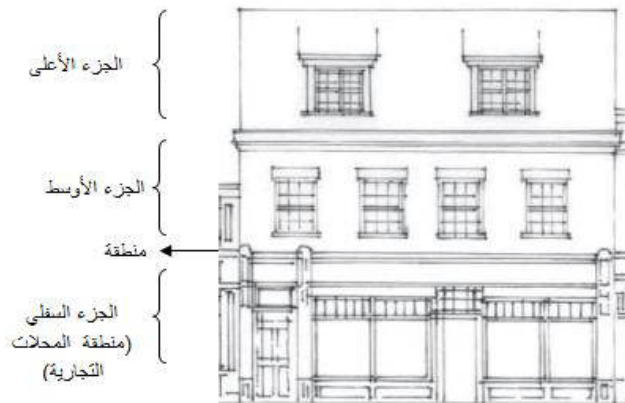 الجزء الأعلى
الجزء الأوسط
منطقة
الجزء السفلي
(منطقة المحلات
التجارية)